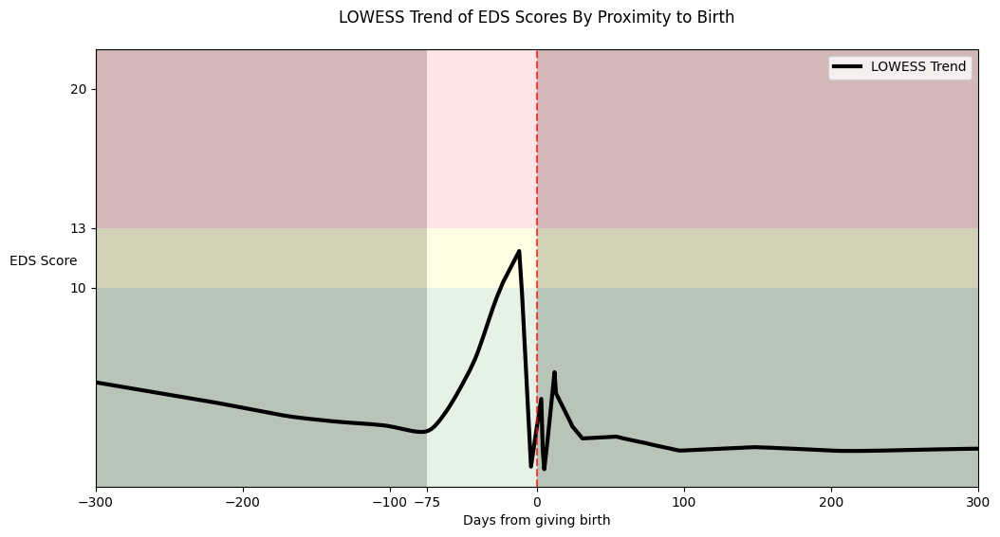 LOWESS Trend of EDS Scores By Proximity to Birth
LOWESS Trend
20
13
EDS Score
10
−300 −200 −100 −75 0 100 200 300
Days from giving birth